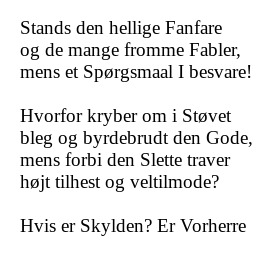 Stands den hellige Fanfare
og de mange fromme Fabler,
mens et Spørgsmaal I besvare!

Hvorfor kryber om i Støvet
bleg og byrdebrudt den Gode,
mens forbi den Slette traver
højt tilhest og veltilmode?

Hvis er Skylden? Er Vorherre